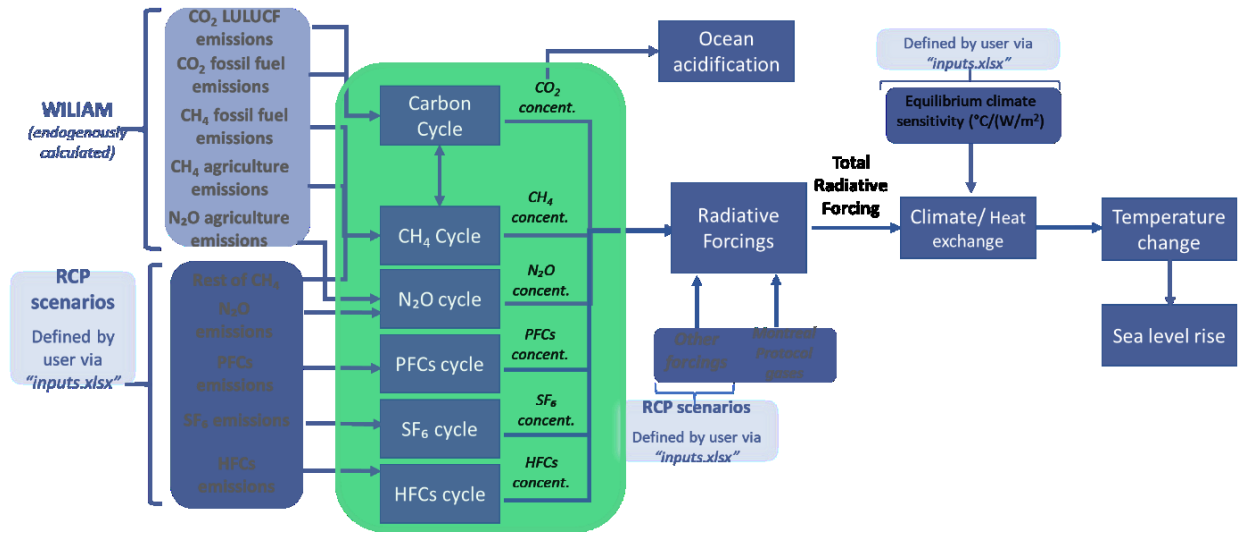 WILIAM
(endogenously
calculated)
CO₂ LULUCF
emissions
CO₂ fossil fuel
emissions
CH₄ fossil fuel
emissions
CH₄ agriculture
emissions
N₂O agriculture
emissions
RCP
scenarios
Defined by
user via
“inputs.xlsx”
Rest of CH₄
N₂O
emissions
PFCs
emissions
SF₆ emissions
HFCs
emissions
Carbon
Cycle
CH₄ Cycle
N₂O cycle
PFCs cycle
SF₆ cycle
HFCs cycle
CO₂
concent.
CH₄
concent.
N₂O
concent.
PFCs
concent.
SF₆
concent.
HFCs
concent.
Ocean
acidification
Radiative
Forcings
Other
forcings
Montreal
Protocol
gases
RCP scenarios
Defined by user via
“inputs.xlsx”
Total
Radiative
Forcing
Defined by user via
“inputs.xlsx”
Equilibrium climate
sensitivity (°C/(W/m²)
Climate/ Heat
exchange
Temperature
change
Sea level rise